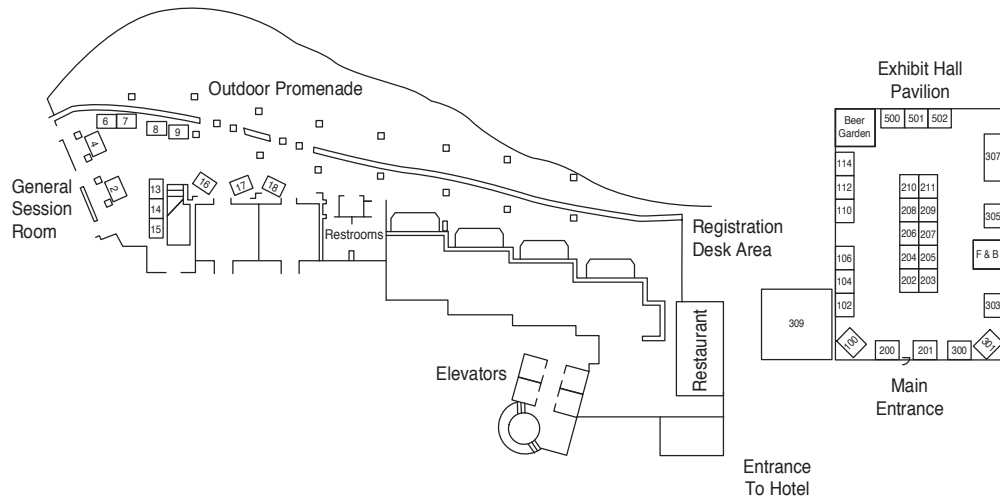 Outdoor Promenade
6
7
8
9
4
2
General
Session
Room
13
14
15
16
17
18
Restrooms
Registration
Desk Area
Restaurant
Elevators
Entrance
To Hotel
Exhibit Hall
Pavilion
Beer
Garden
500
501
502
307
114
112
110
210
211
208
209
206
207
204
205
202
203
305
F & B
106
104
102
303
309
100
200
201
300
301
Main
Entrance